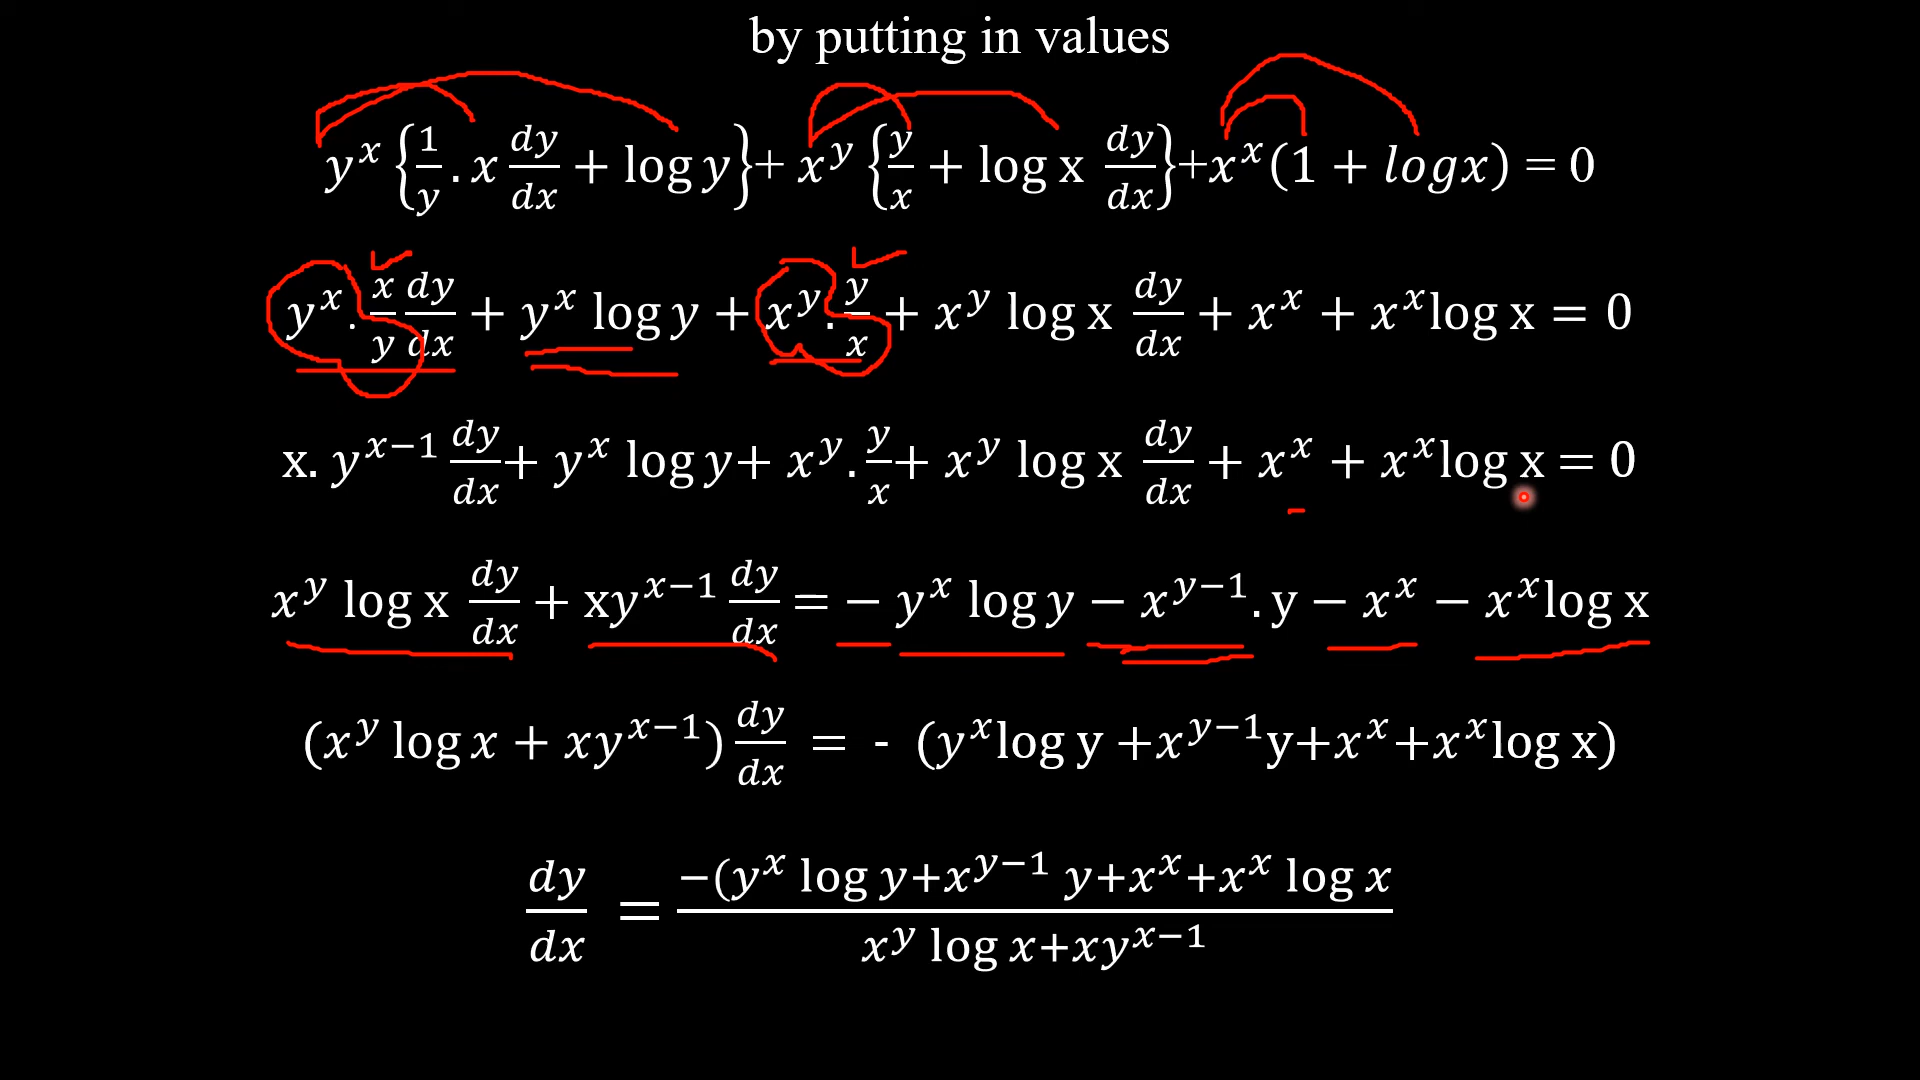 by putting in values
y^x {1/y . x dy/dx + log y}+ x^y {y/x + log x dy/dx}+x^x(1 + logx) = 0
y^x . x/y dy/dx + y^x log y + x^y . y/x + x^y log x dy/dx + x^x + x^x log x = 0
x. y^{x−1} dy/dx + y^x log y+ x^y . y/x + x^y log x dy/dx + x^x + x^x log x = 0
x^y log x dy/dx + xy^{x−1} dy/dx = − y^x log y − x^{y−1} . y − x^x − x^x log x
(x^y log x + xy^{x−1}) dy/dx = - (y^x log y +x^{y−1}y+x^x+x^x log x)
dy/dx = −(y^x log y+x^{y−1} y+x^x+x^x log x / x^y log x+xy^{x−1}